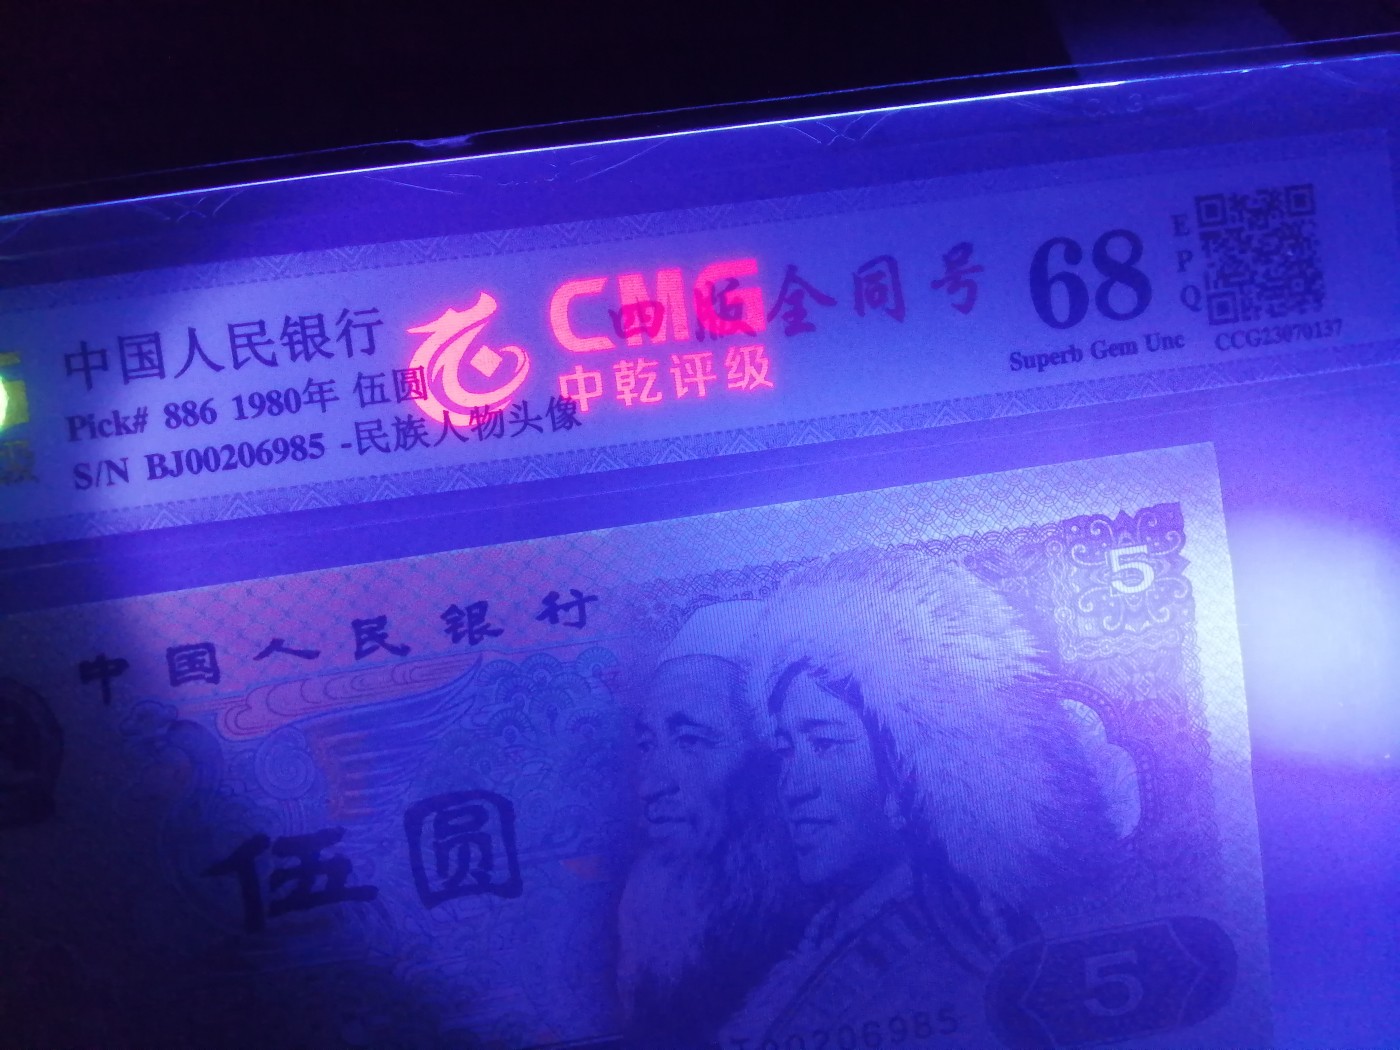 中国人民银行
Pick# 886 1980年 伍圆
S/N BJ00206985 -民族人物头像
CMG
中乾评级
四版全同号
68
Superb Gem Unc
EPQ
CCG23070137
中国人民银行
伍圆
5
5
00206985